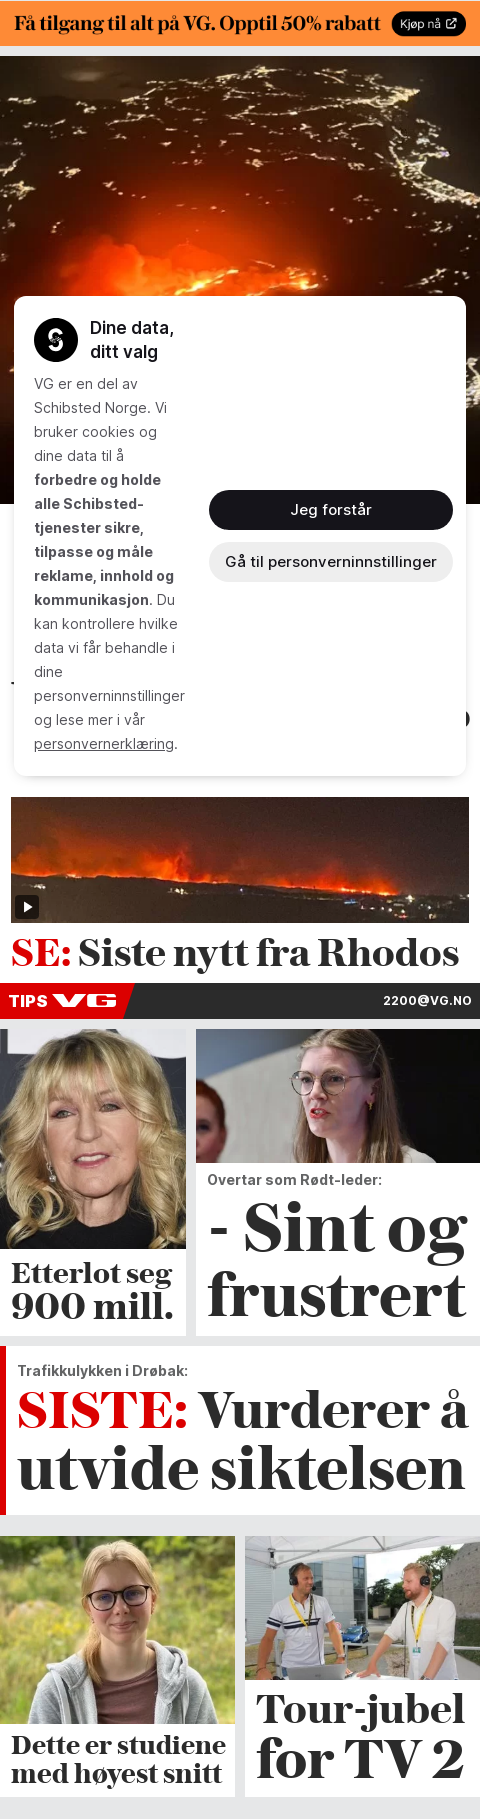 Få tilgang til alt på VG. Opptil 50% rabatt
Kjøp nå
Dine data,
ditt valg
VG er en del av
Schibsted Norge. Vi
bruker cookies og
dine data til å
forbedre og holde
alle Schibsted-
tjenester sikre,
tilpasse og måle
reklame, innhold og
kommunikasjon. Du
kan kontrollere hvilke
data vi får behandle i
dine
personverninnstillinger
og lese mer i vår
personvernerklæring.
Jeg forstår
Gå til personverninnstillinger
SE: Siste nytt fra Rhodos
TIPS VG
2200@VG.NO
Etterlot seg
900 mill.
Overtar som Rødt-leder:
- Sint og
frustrert
Trafikkulykken i Drøbak:
SISTE: Vurderer å
utvide siktelsen
Dette er studiene
med høyest snitt
Tour-jubel
for TV 2